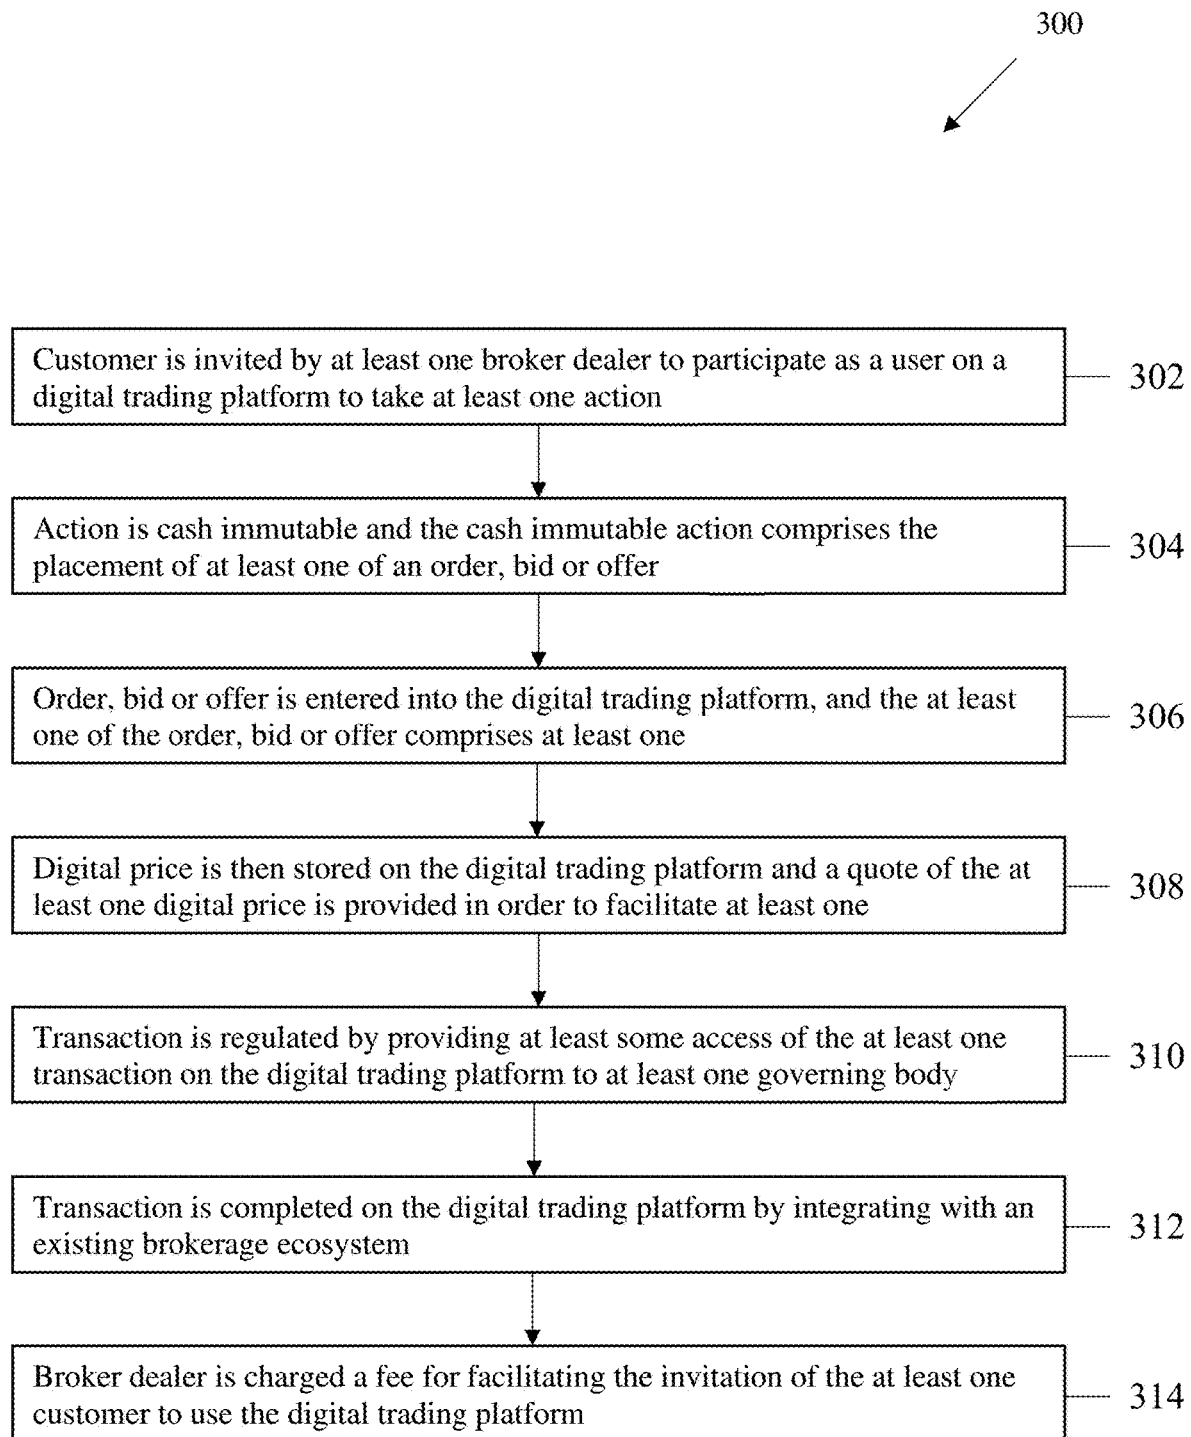 300
Customer is invited by at least one broker dealer to participate as a user on a
digital trading platform to take at least one action
302
Action is cash immutable and the cash immutable action comprises the
placement of at least one of an order, bid or offer
304
Order, bid or offer is entered into the digital trading platform, and the at least
one of the order, bid or offer comprises at least one
306
Digital price is then stored on the digital trading platform and a quote of the at
least one digital price is provided in order to facilitate at least one
308
Transaction is regulated by providing at least some access of the at least one
transaction on the digital trading platform to at least one governing body
310
Transaction is completed on the digital trading platform by integrating with an
existing brokerage ecosystem
312
Broker dealer is charged a fee for facilitating the invitation of the at least one
customer to use the digital trading platform
314